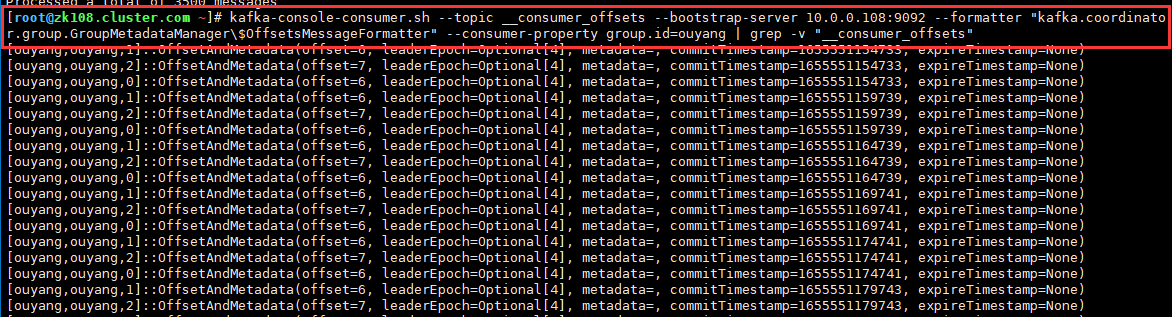 Processed a total of 3500 messages
[root@zk108.cluster.com ~]# kafka-console-consumer.sh --topic __consumer_offsets --bootstrap-server 10.0.0.108:9092 --formatter "kafka.coordinato
r.group.GroupMetadataManager\$OffsetsMessageFormatter" --consumer-property group.id=ouyang | grep -v "__consumer_offsets"
[ouyang,ouyang,1]::OffsetAndMetadata(offset=6, leaderEpoch=Optional[4], metadata=, commitTimestamp=1655551154733, expireTimestamp=None)
[ouyang,ouyang,2]::OffsetAndMetadata(offset=7, leaderEpoch=Optional[4], metadata=, commitTimestamp=1655551154733, expireTimestamp=None)
[ouyang,ouyang,0]::OffsetAndMetadata(offset=6, leaderEpoch=Optional[4], metadata=, commitTimestamp=1655551154733, expireTimestamp=None)
[ouyang,ouyang,1]::OffsetAndMetadata(offset=6, leaderEpoch=Optional[4], metadata=, commitTimestamp=1655551159739, expireTimestamp=None)
[ouyang,ouyang,2]::OffsetAndMetadata(offset=7, leaderEpoch=Optional[4], metadata=, commitTimestamp=1655551159739, expireTimestamp=None)
[ouyang,ouyang,0]::OffsetAndMetadata(offset=6, leaderEpoch=Optional[4], metadata=, commitTimestamp=1655551159739, expireTimestamp=None)
[ouyang,ouyang,1]::OffsetAndMetadata(offset=6, leaderEpoch=Optional[4], metadata=, commitTimestamp=1655551164739, expireTimestamp=None)
[ouyang,ouyang,2]::OffsetAndMetadata(offset=7, leaderEpoch=Optional[4], metadata=, commitTimestamp=1655551164739, expireTimestamp=None)
[ouyang,ouyang,0]::OffsetAndMetadata(offset=6, leaderEpoch=Optional[4], metadata=, commitTimestamp=1655551164739, expireTimestamp=None)
[ouyang,ouyang,1]::OffsetAndMetadata(offset=6, leaderEpoch=Optional[4], metadata=, commitTimestamp=1655551169741, expireTimestamp=None)
[ouyang,ouyang,2]::OffsetAndMetadata(offset=7, leaderEpoch=Optional[4], metadata=, commitTimestamp=1655551169741, expireTimestamp=None)
[ouyang,ouyang,0]::OffsetAndMetadata(offset=6, leaderEpoch=Optional[4], metadata=, commitTimestamp=1655551169741, expireTimestamp=None)
[ouyang,ouyang,1]::OffsetAndMetadata(offset=6, leaderEpoch=Optional[4], metadata=, commitTimestamp=1655551174741, expireTimestamp=None)
[ouyang,ouyang,2]::OffsetAndMetadata(offset=7, leaderEpoch=Optional[4], metadata=, commitTimestamp=1655551174741, expireTimestamp=None)
[ouyang,ouyang,0]::OffsetAndMetadata(offset=6, leaderEpoch=Optional[4], metadata=, commitTimestamp=1655551174741, expireTimestamp=None)
[ouyang,ouyang,1]::OffsetAndMetadata(offset=6, leaderEpoch=Optional[4], metadata=, commitTimestamp=1655551179743, expireTimestamp=None)
[ouyang,ouyang,2]::OffsetAndMetadata(offset=7, leaderEpoch=Optional[4], metadata=, commitTimestamp=1655551179743, expireTimestamp=None)